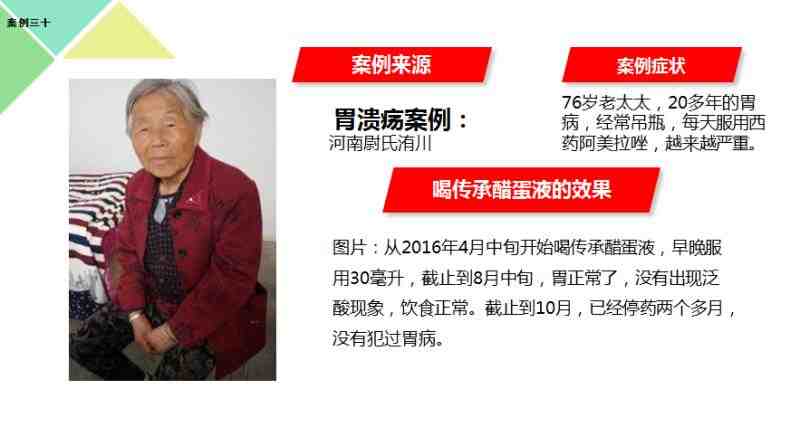 案例三十
案例来源
胃溃疡案例：
河南尉氏洧川
案例症状
76岁老太太，20多年的胃
病，经常吊瓶，每天服用西
药阿美拉唑，越来越严重。
喝传承醋蛋液的效果
图片：从2016年4月中旬开始喝传承醋蛋液，早晚服
用30毫升，截止到8月中旬，胃正常了，没有出现泛
酸现象，饮食正常。截止到10月，已经停药两个多月，
没有犯过胃病。